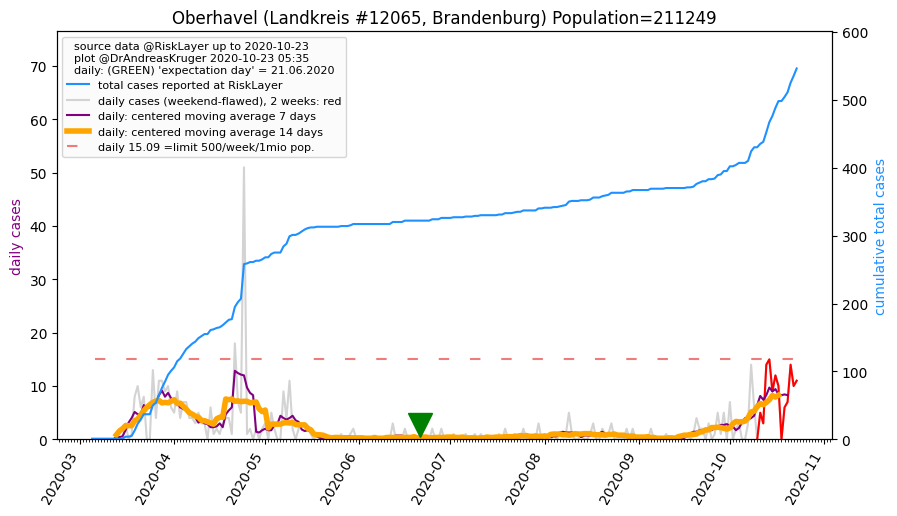 Oberhavel (Landkreis #12065, Brandenburg) Population=211249
source data @RiskLayer up to 2020-10-23
plot @DrAndreasKruger 2020-10-23 05:35
daily: (GREEN) 'expectation day' = 21.06.2020
total cases reported at RiskLayer
daily cases (weekend-flawed), 2 weeks: red
daily: centered moving average 7 days
daily: centered moving average 14 days
daily 15.09 =limit 500/week/1mio pop.
daily cases
70
60
50
40
30
20
10
0
cumulative total cases
600
500
400
300
200
100
0
2020-03
2020-04
2020-05
2020-06
2020-07
2020-08
2020-09
2020-10
2020-11